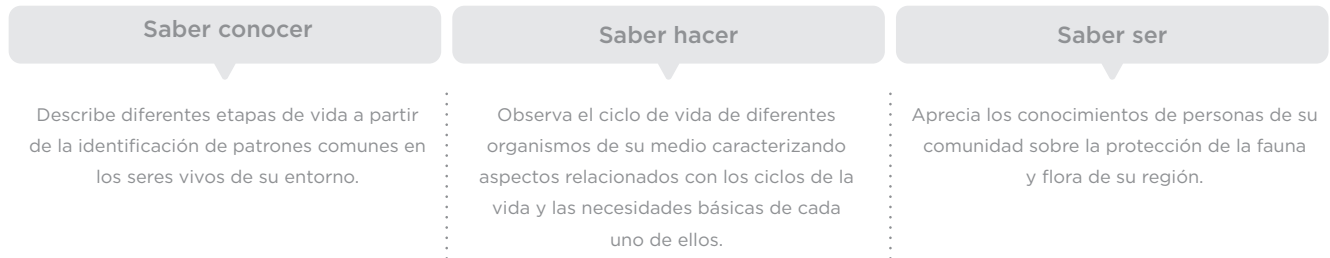 Saber conocer
Describe diferentes etapas de vida a partir
de la identificación de patrones comunes en
los seres vivos de su entorno.
Saber hacer
Observa el ciclo de vida de diferentes
organismos de su medio caracterizando
aspectos relacionados con los ciclos de la
vida y las necesidades básicas de cada
uno de ellos.
Saber ser
Aprecia los conocimientos de personas de su
comunidad sobre la protección de la fauna
y flora de su región.